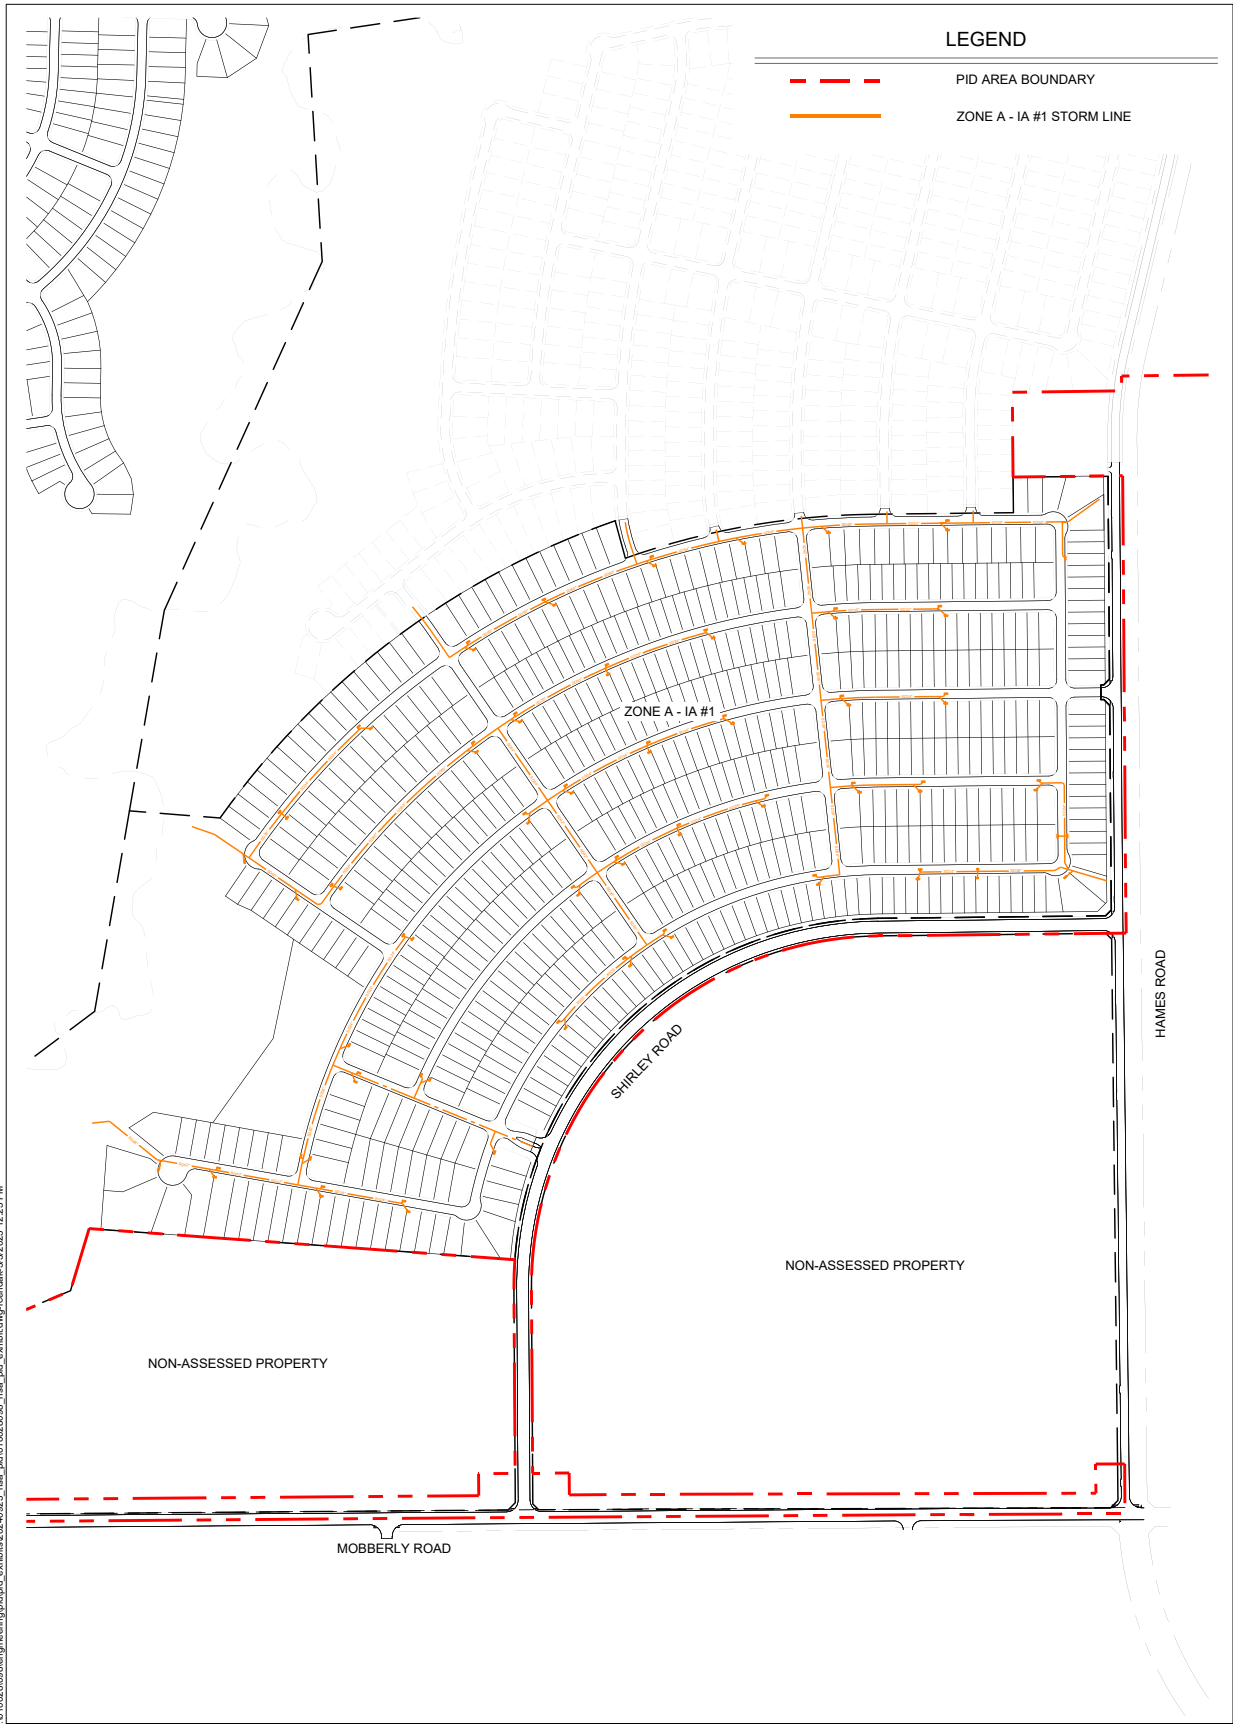 LEGEND
PID AREA BOUNDARY
ZONE A - IA #1 STORM LINE
ZONE A - IA #1
HAMES ROAD
SHIRLEY ROAD
NON-ASSESSED PROPERTY
NON-ASSESSED PROPERTY
MOBBERLY ROAD